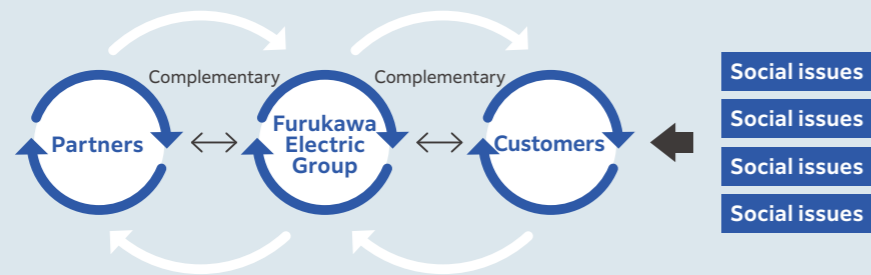 Complementary
Complementary
Partners
Furukawa
Electric
Group
Customers
Social issues
Social issues
Social issues
Social issues